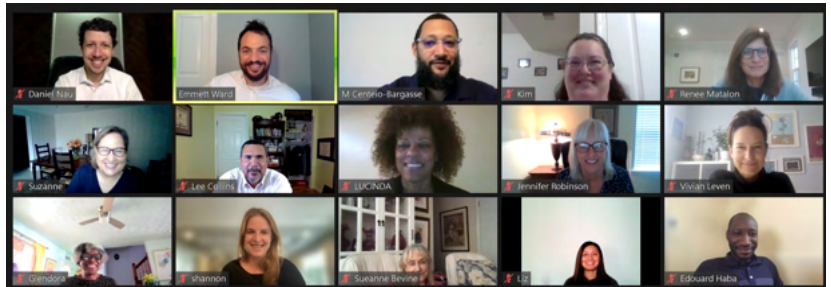 Daniel Nau
Emmett Ward
M Centeio-Bargasse
Kim
Renee Matalon
Suzanne
Lee Collins
LUCINDA
Jennifer Robinson
Vivian Leven
Glendora
shannon
Sueanne Bevine
Liz
Edouard Haba